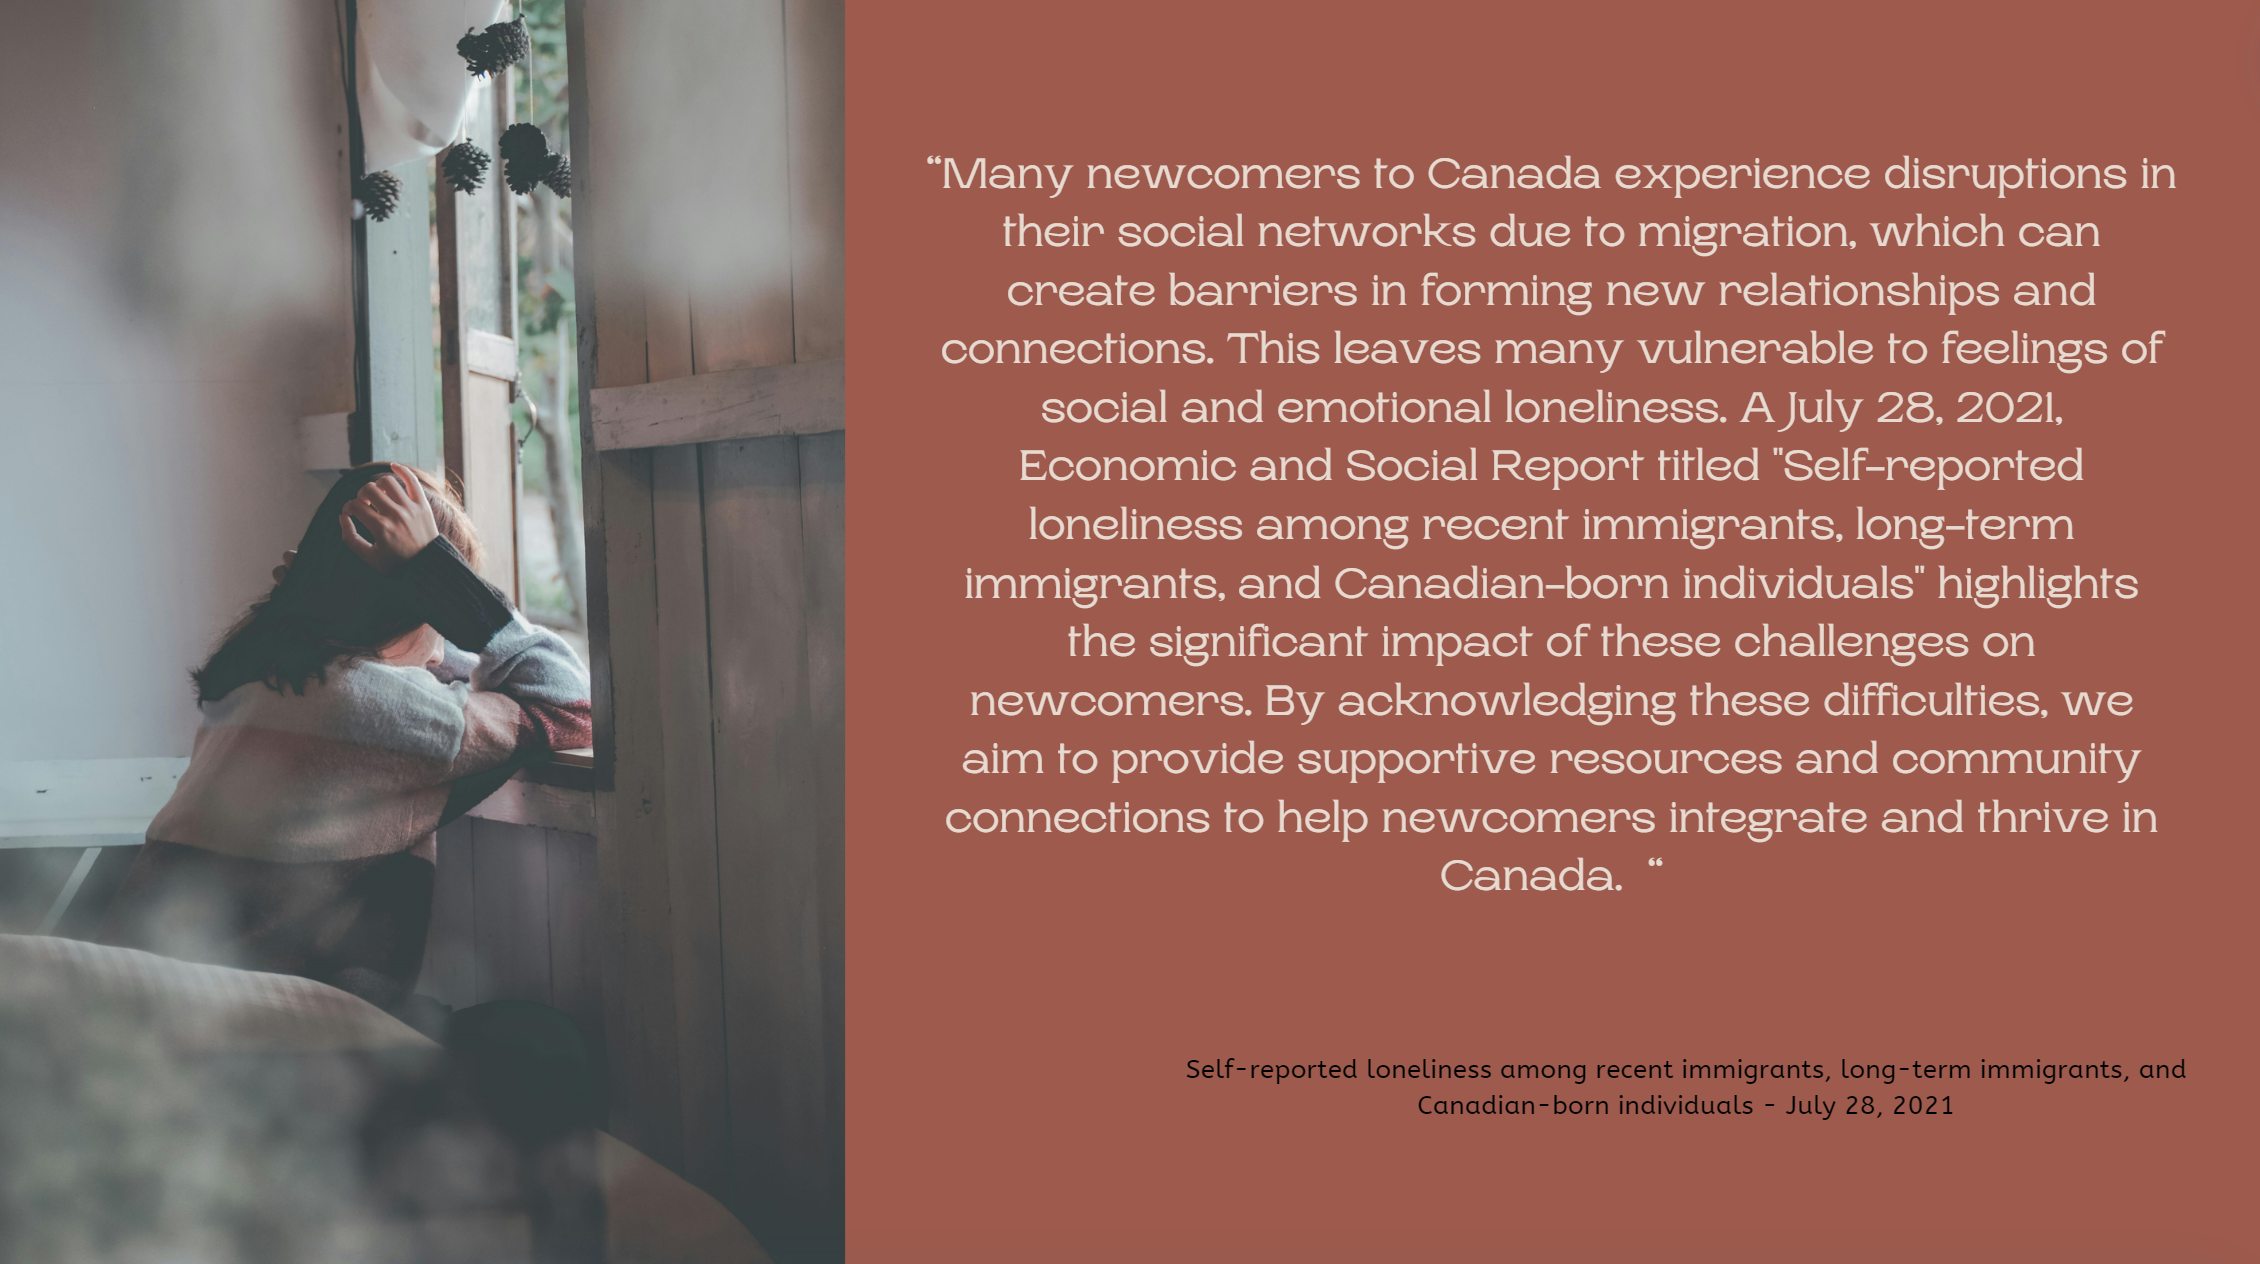 “Many newcomers to Canada experience disruptions in
their social networks due to migration, which can
create barriers in forming new relationships and
connections. This leaves many vulnerable to feelings of
social and emotional loneliness. A July 28, 2021,
Economic and Social Report titled "Self-reported
loneliness among recent immigrants, long-term
immigrants, and Canadian-born individuals" highlights
the significant impact of these challenges on
newcomers. By acknowledging these difficulties, we
aim to provide supportive resources and community
connections to help newcomers integrate and thrive in
Canada.  “
Self-reported loneliness among recent immigrants, long-term immigrants, and
Canadian-born individuals - July 28, 2021